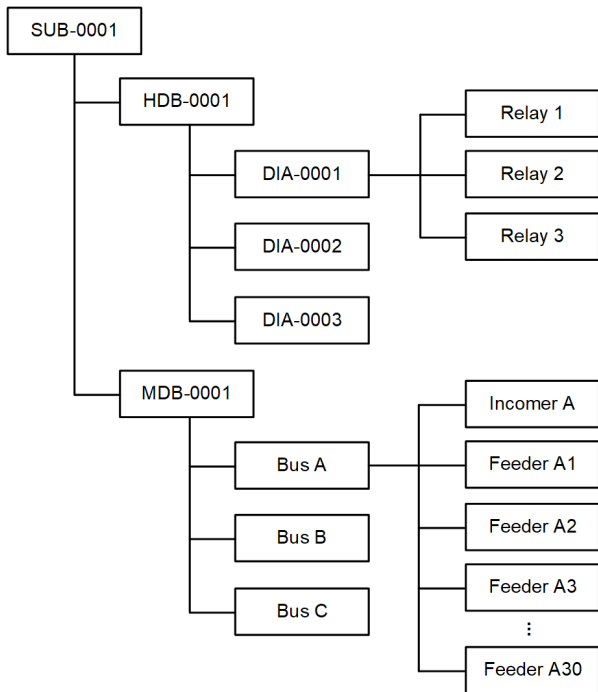 SUB-0001
HDB-0001
Relay 1
DIA-0001
Relay 2
DIA-0002
Relay 3
DIA-0003
MDB-0001
Incomer A
Bus A
Feeder A1
Bus B
Feeder A2
Bus C
Feeder A3
...
Feeder A30